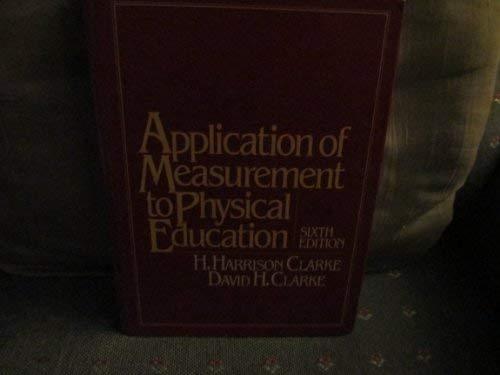 Application of
Measurement
to Physical
Education
SIXTH
EDITION
H. HARRISON CLARKE
DAVID H. CLARKE